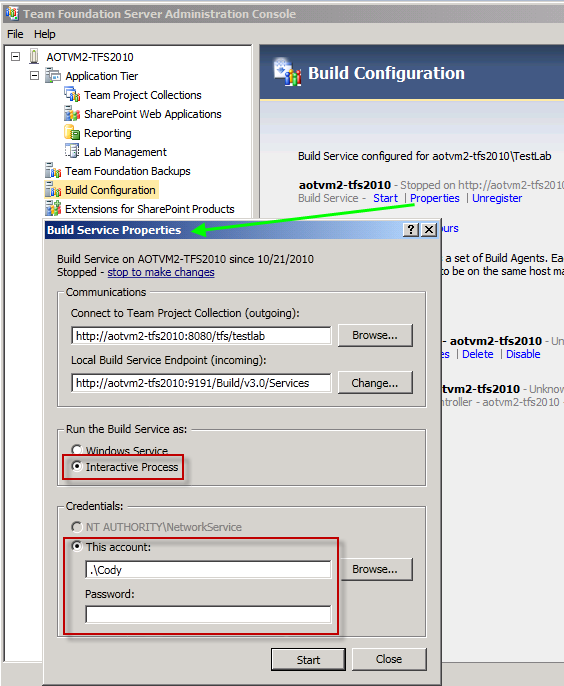 Team Foundation Server Administration Console
File Help
AOTVM2-TFS2010
Application Tier
Team Project Collections
SharePoint Web Applications
Reporting
Lab Management
Team Foundation Backups
Build Configuration
Extensions for SharePoint Products
Build Configuration
Build Service configured for aotvm2-tfs2010\TestLab
aotvm2-tfs2010 - Stopped on http://aotvm2-tfs2010
Build Service - Start | Properties | Unregister
ours
a set of Build Agents. Ea
to be on the same host ma
- aotvm2-tfs2010 - Un
es | Delete | Disable
tvm2-tfs2010 - Unknow
ntroller - aotvm2-tfs2010
Build Service Properties
Build Service on AOTVM2-TFS2010 since 10/21/2010
Stopped - stop to make changes
Communications
Connect to Team Project Collection (outgoing):
http://aotvm2-tfs2010:8080/tfs/testlab
Browse...
Local Build Service Endpoint (incoming):
http://aotvm2-tfs2010:9191/Build/v3.0/Services
Change...
Run the Build Service as:
Windows Service
Interactive Process
Credentials:
NT AUTHORITY\NetworkService
This account:
.\Cody
Browse...
Password:
Start
Close